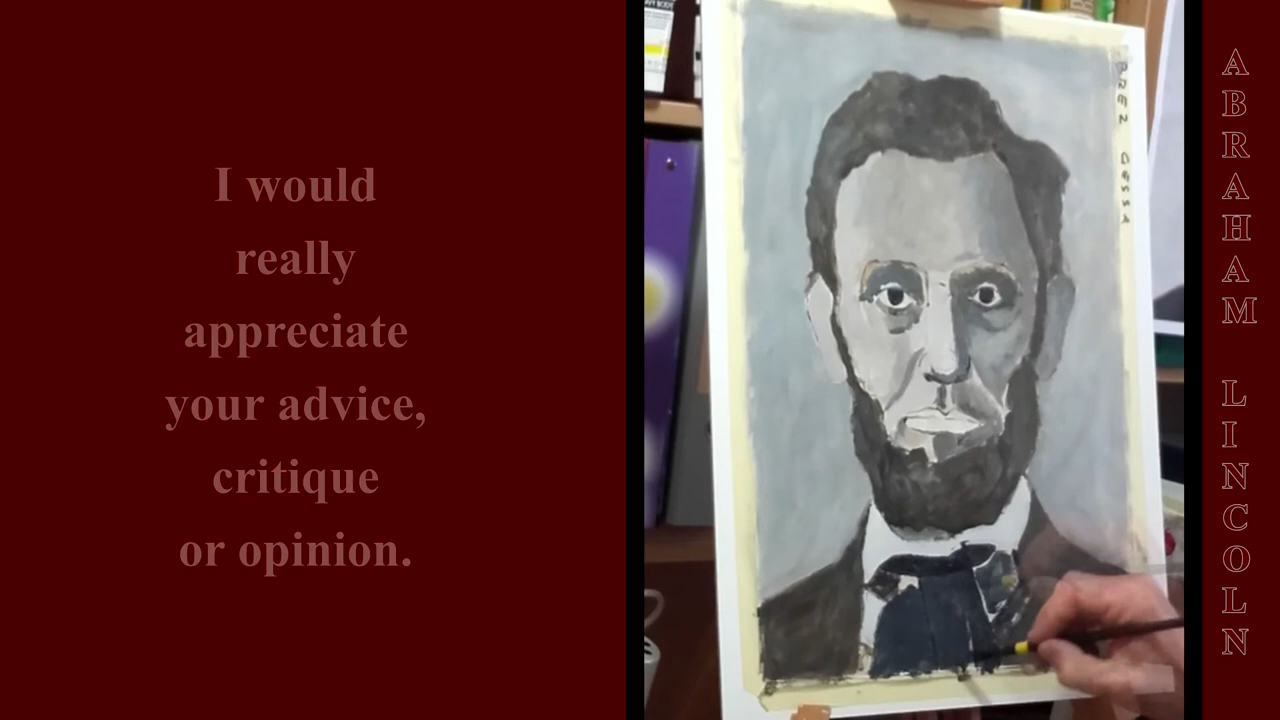 I would
really
appreciate
your advice,
critique
or opinion.
ABRAHAM LINCOLN